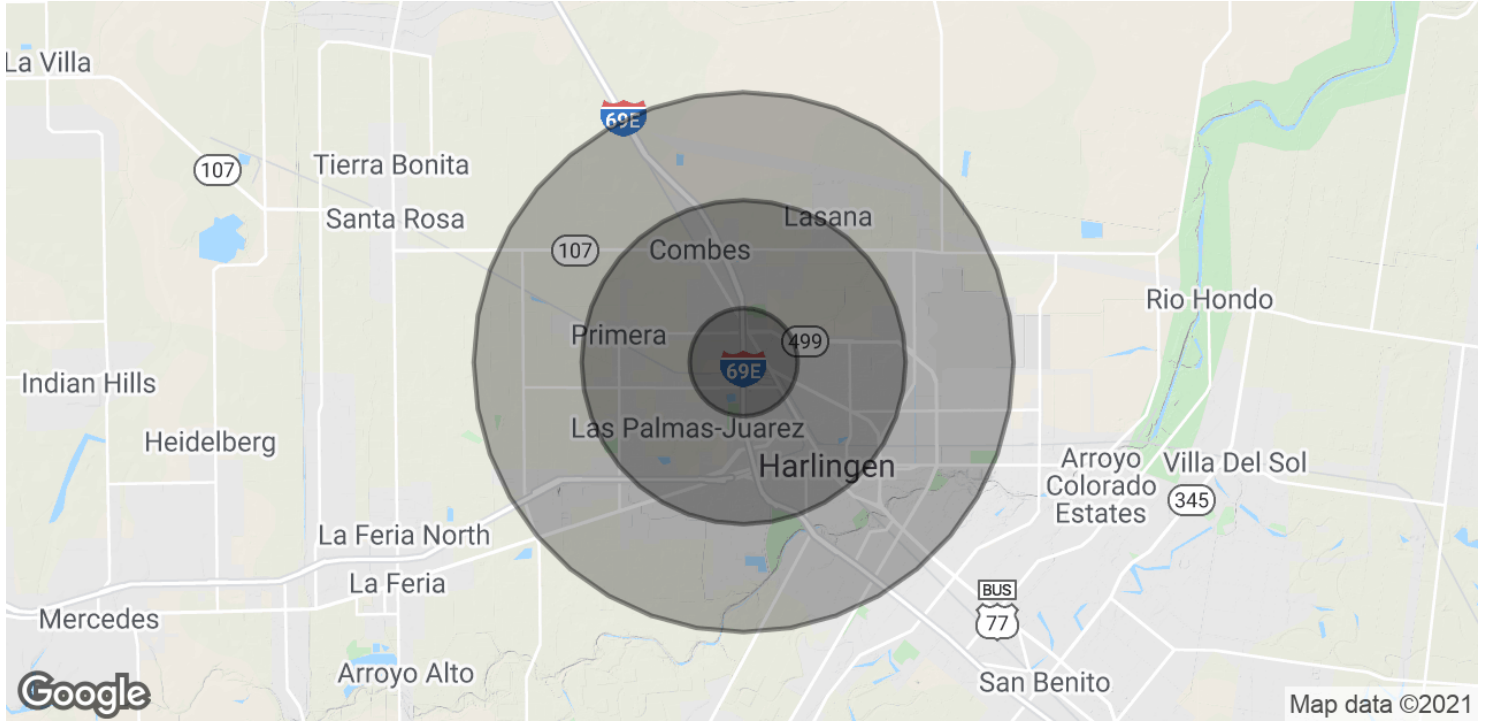 La Villa
69E
107
Tierra Bonita
Santa Rosa
Lasana
107
Combes
Rio Hondo
Primera
499
69E
Indian Hills
Las Palmas-Juarez
Heidelberg
Harlingen
Arroyo
Colorado
Estates
Villa Del Sol
345
La Feria North
La Feria
BUS
77
Mercedes
Arroyo Alto
San Benito
Google
Map data ©2021